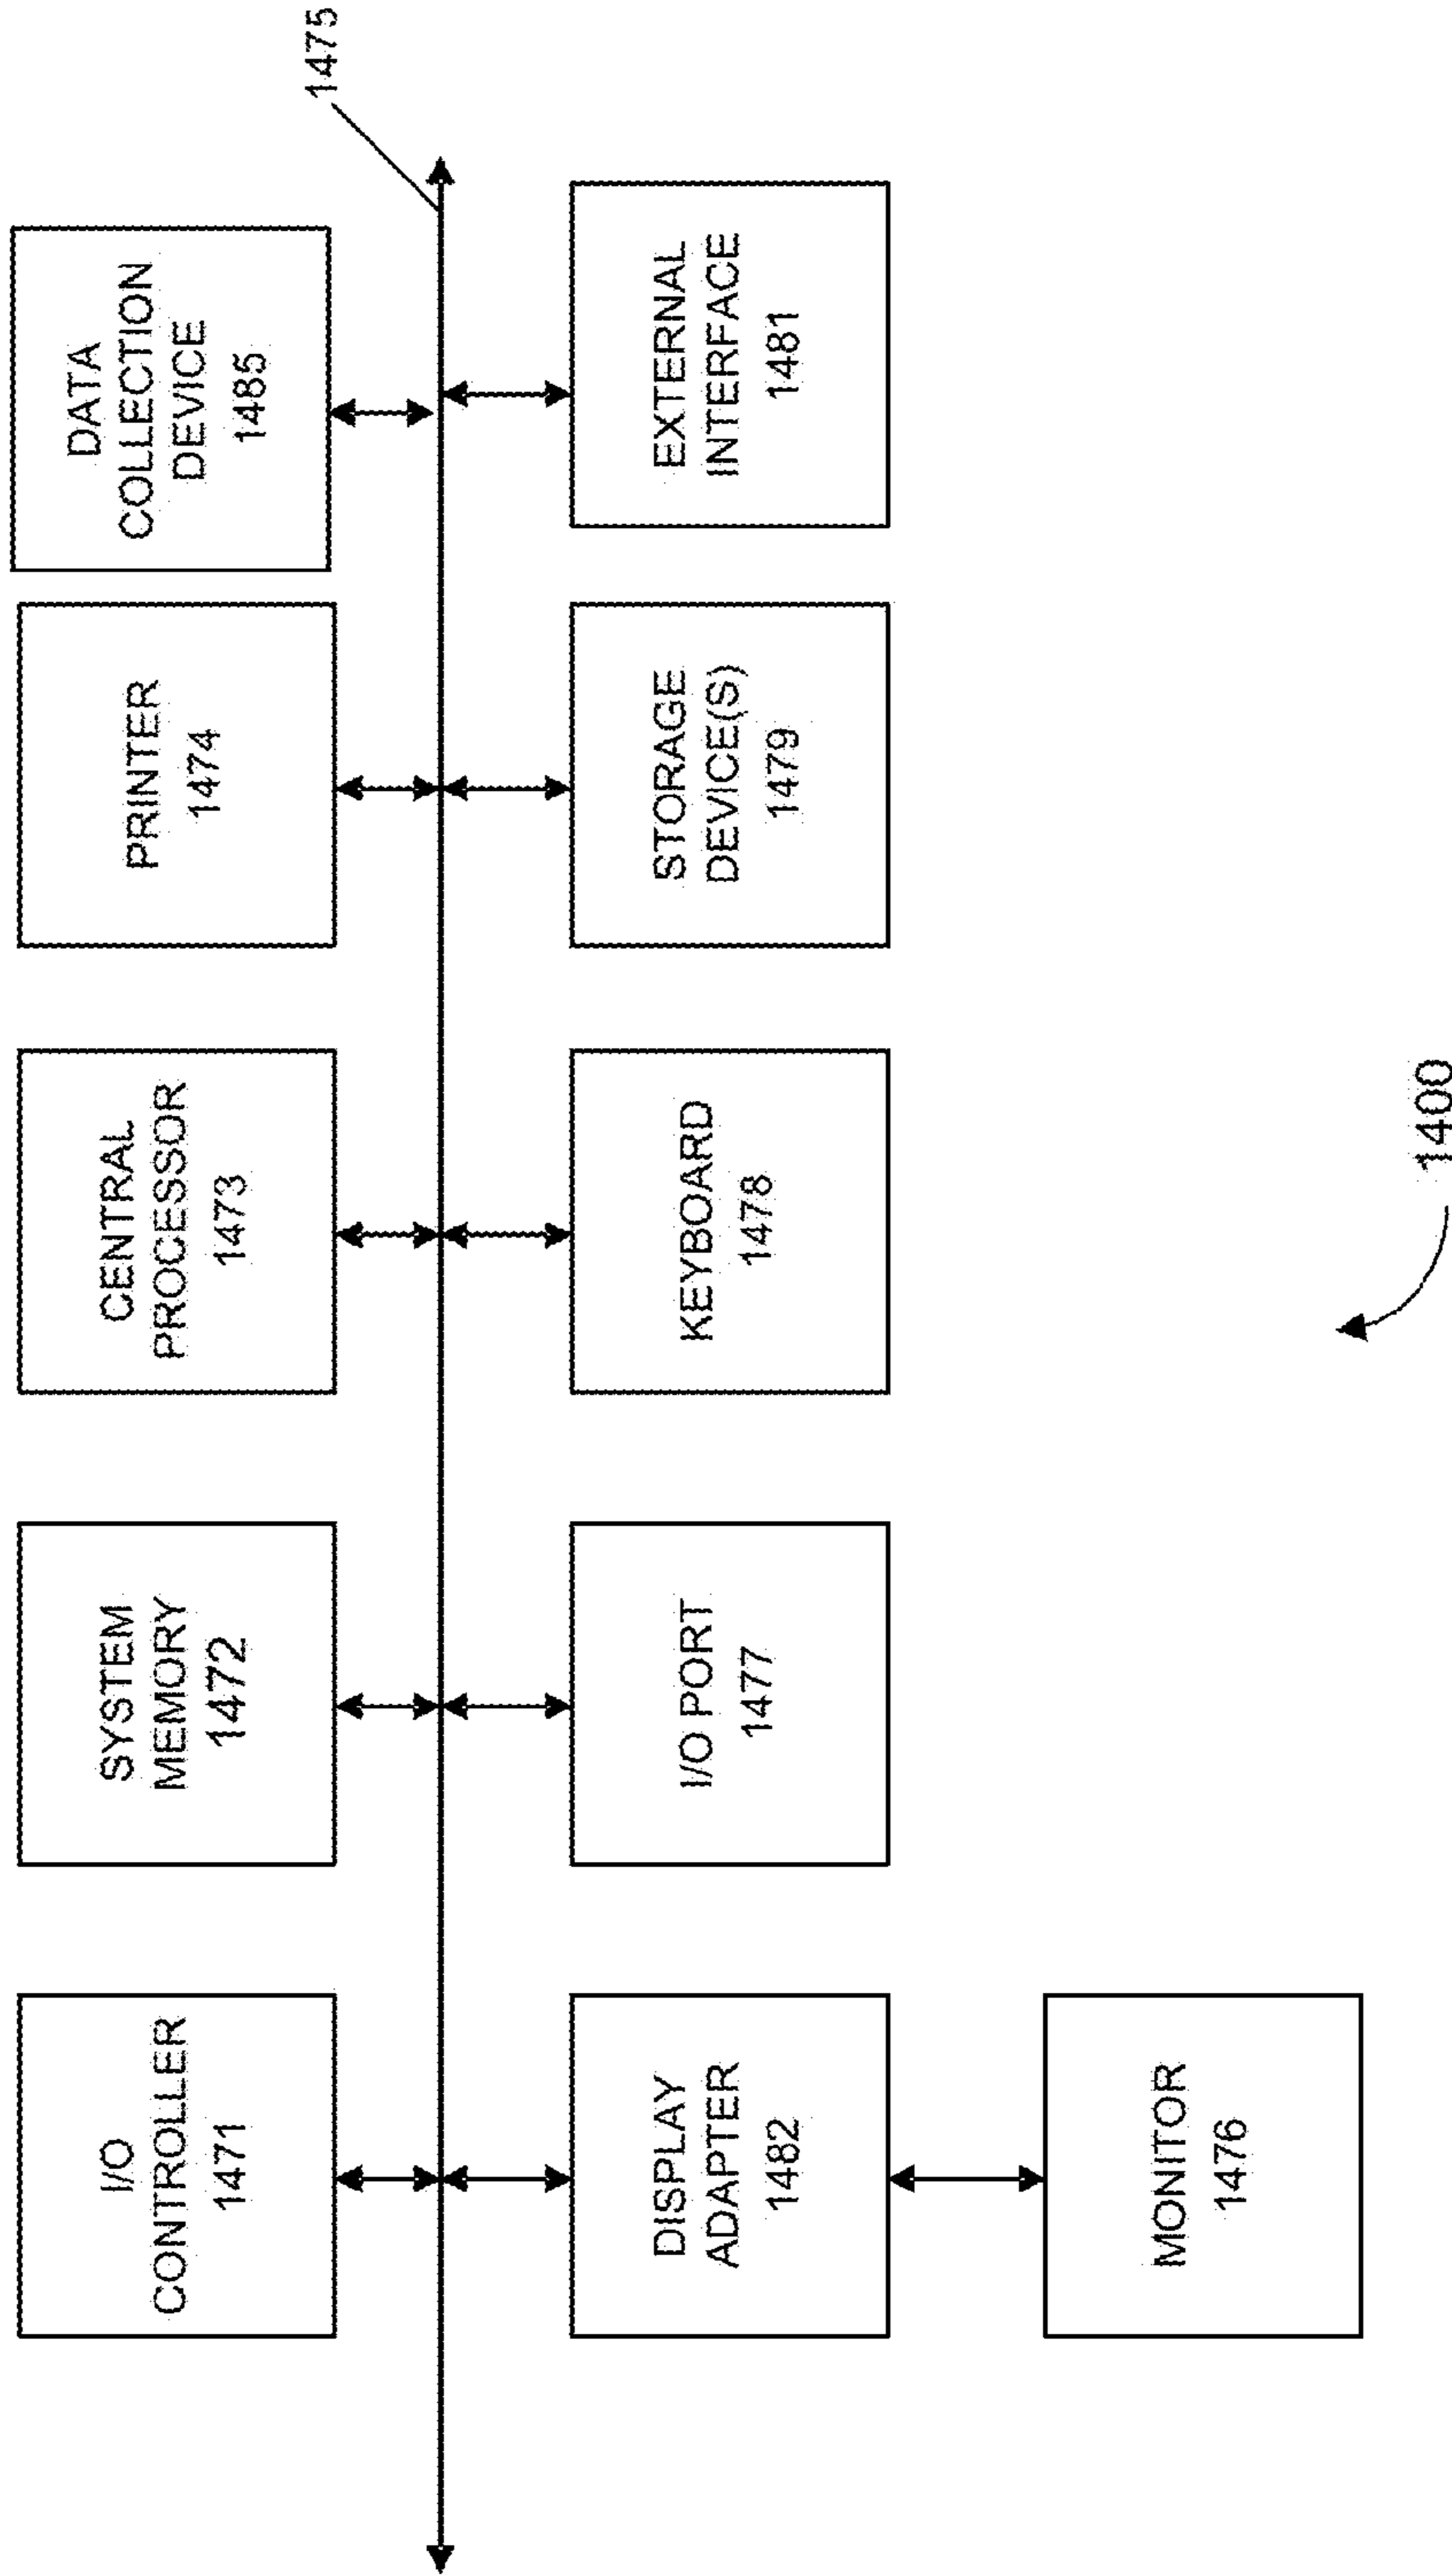 I/O
CONTROLLER
1471
SYSTEM
MEMORY
1472
CENTRAL
PROCESSOR
1473
PRINTER
1474
DATA
COLLECTION
DEVICE
1485
1475
DISPLAY
ADAPTER
1482
I/O PORT
1477
KEYBOARD
1478
STORAGE
DEVICE(S)
1479
EXTERNAL
INTERFACE
1481
MONITOR
1476
1400